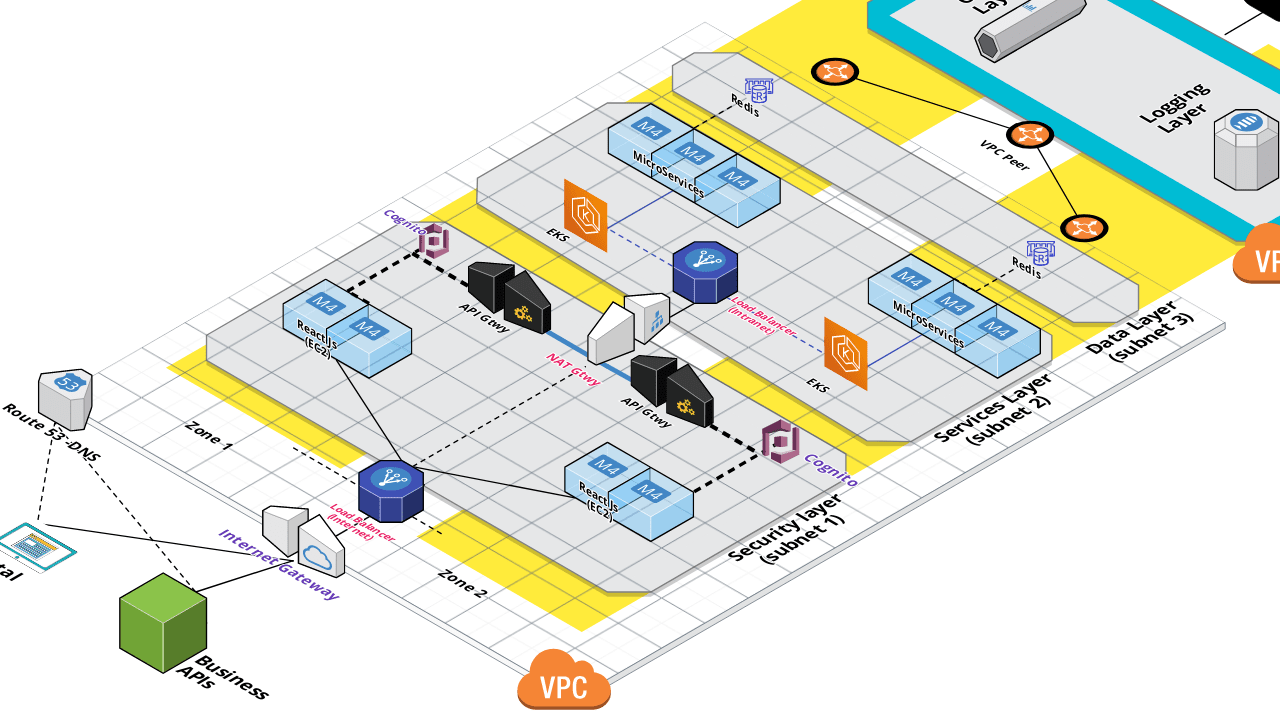 Logging
Layer
VPC Peer
Redis
M4
M4
M4
MicroServices
EKS
Cognito
API Gtwy
Load Balancer
(Intranet)
Redis
M4
M4
M4
MicroServices
EKS
Data Layer
(subnet 3)
Services Layer
(subnet 2)
M4
M4
ReactJs
(EC2)
NAT Gtwy
API Gtwy
Cognito
53
Route 53-DNS
Zone 1
M4
M4
ReactJs
(EC2)
Security layer
(subnet 1)
Load Balancer
(Internet)
Internet Gateway
Zone 2
Business
APIs
VPC